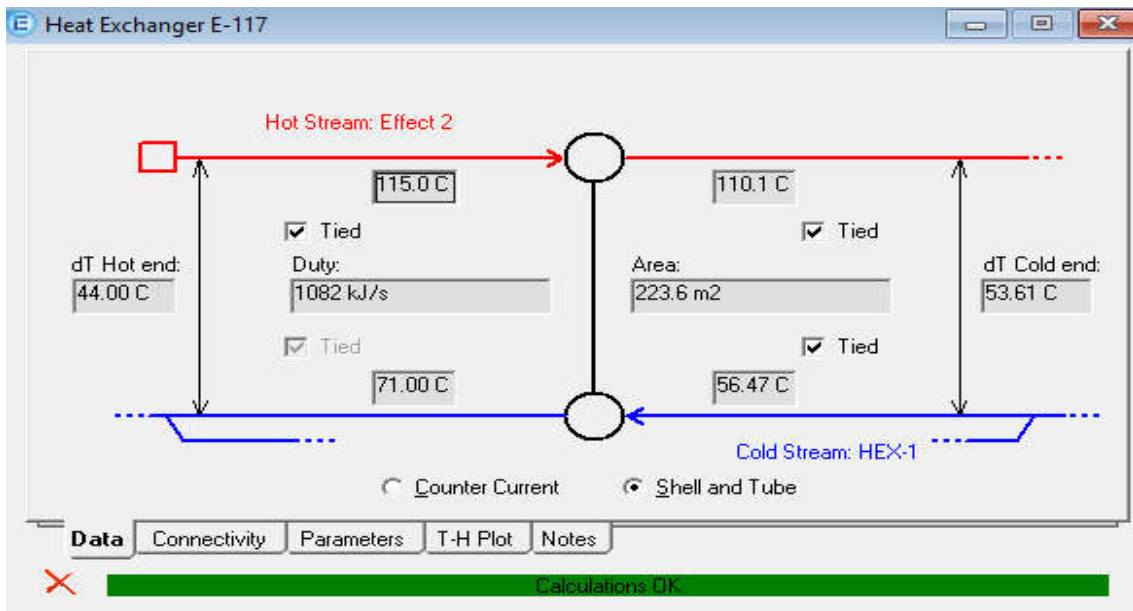 Heat Exchanger E-117
Hot Stream: Effect 2
115.0 C 110.1 C
Tied Tied
dT Hot end: Duty: Area: dT Cold end:
44.00 C 1082 kJ/s 223.6 m2 53.61 C
Tied Tied
71.00 C 56.47 C
Cold Stream: HEX-1
Counter Current Shell and Tube
Data Connectivity Parameters T-H Plot Notes
Calculations OK